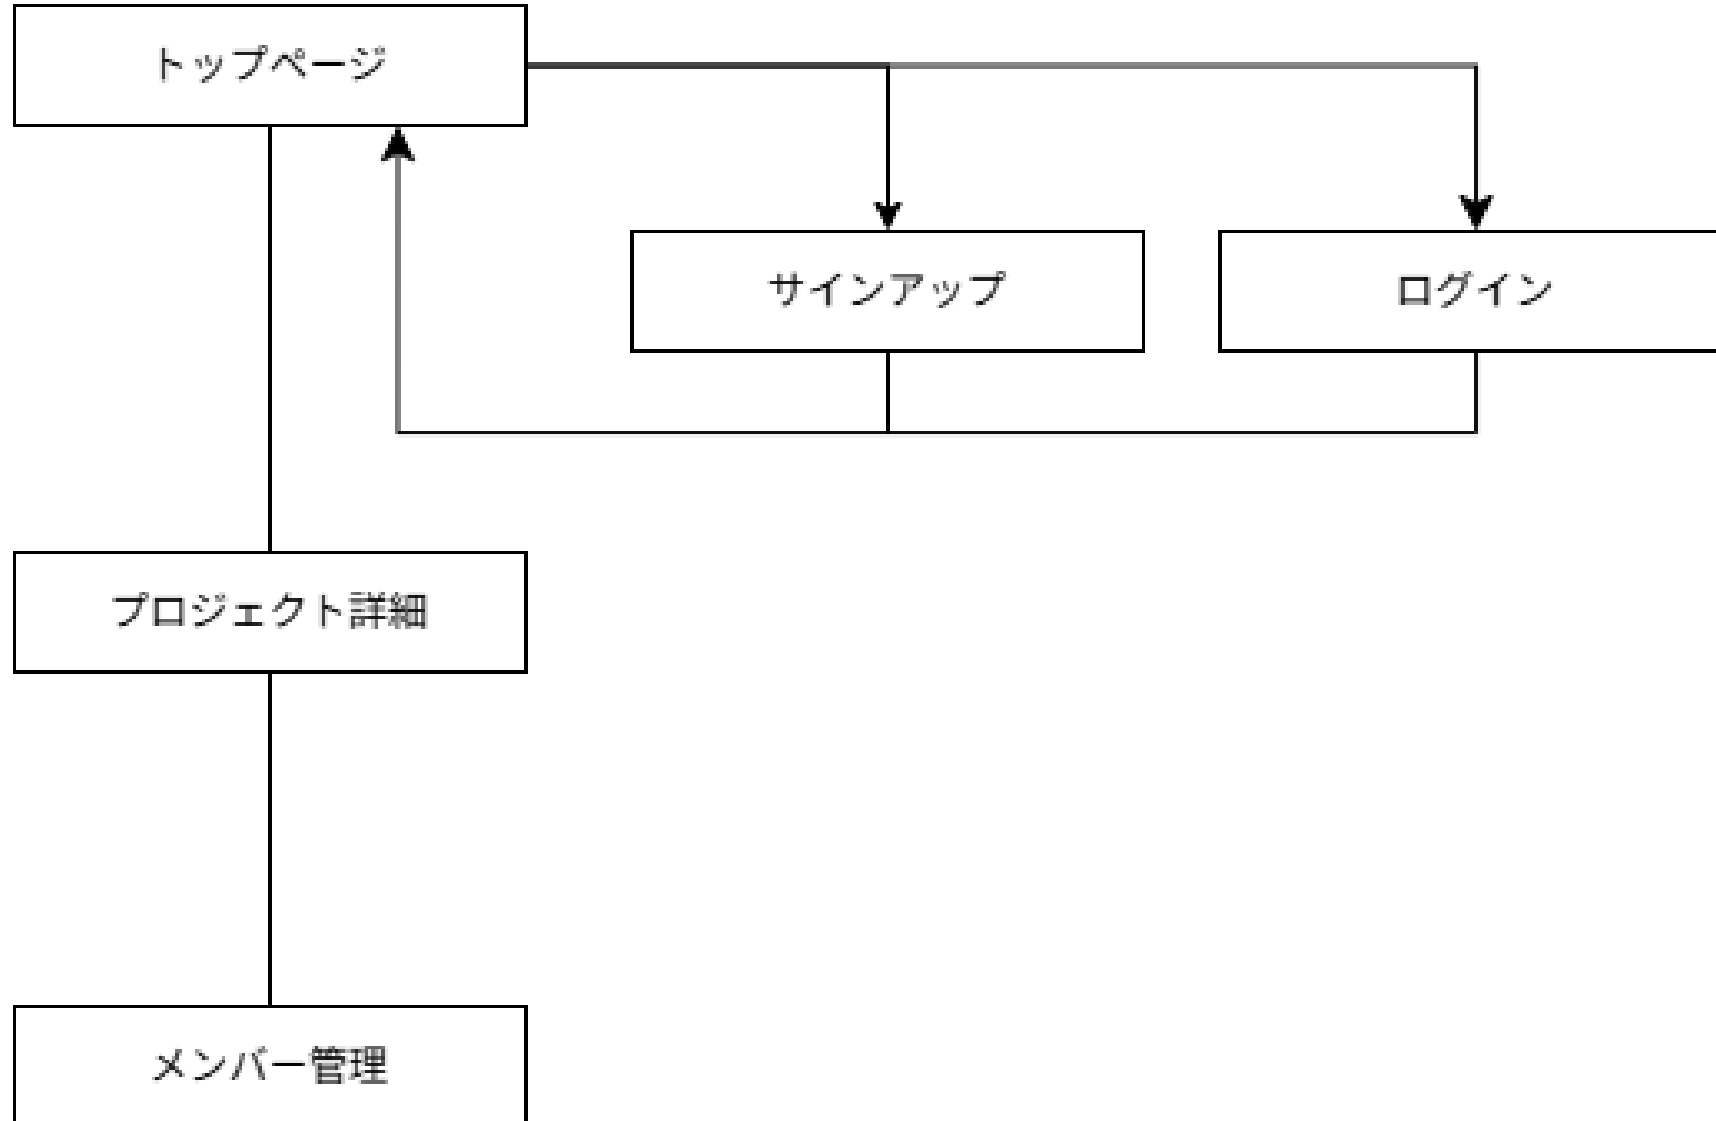 トップページ
サインアップ
ログイン
プロジェクト詳細
メンバー管理